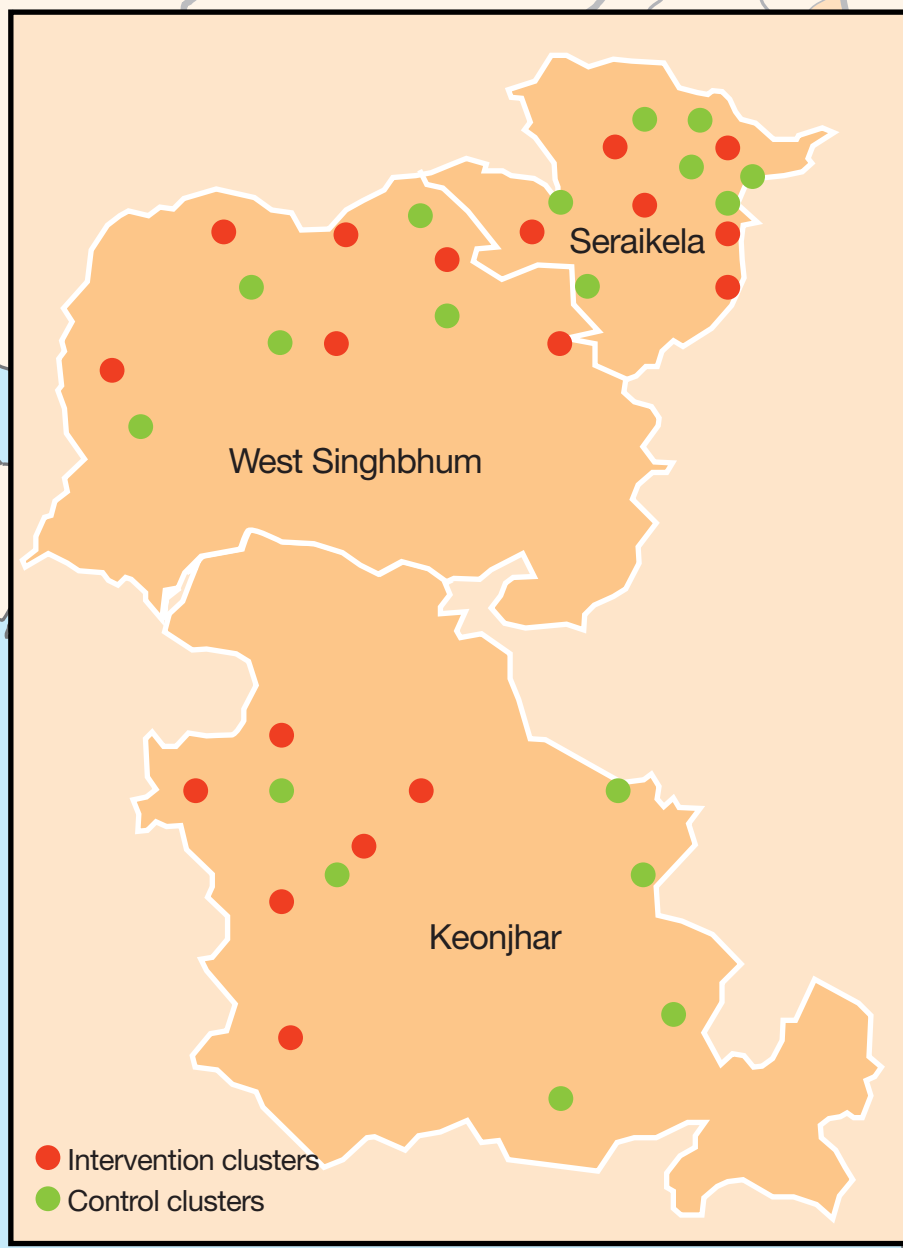 Seraikela
West Singhbhum
Keonjhar
Intervention clusters
Control clusters